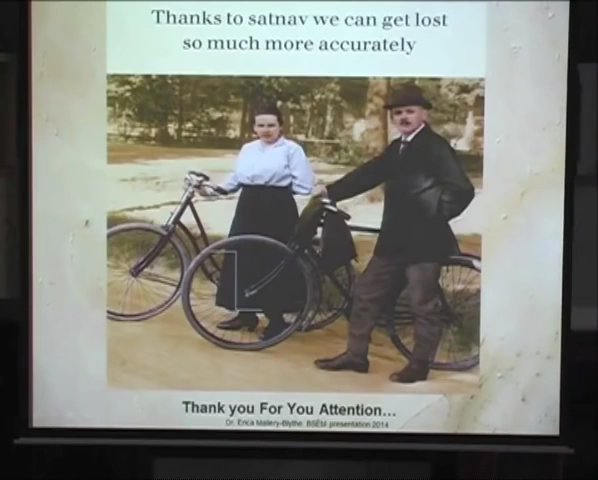 Thanks to satnav we can get lost
so much more accurately
Thank you For You Attention...
Dr. Erica Mallery-Blythe. BSEM presentation 2014